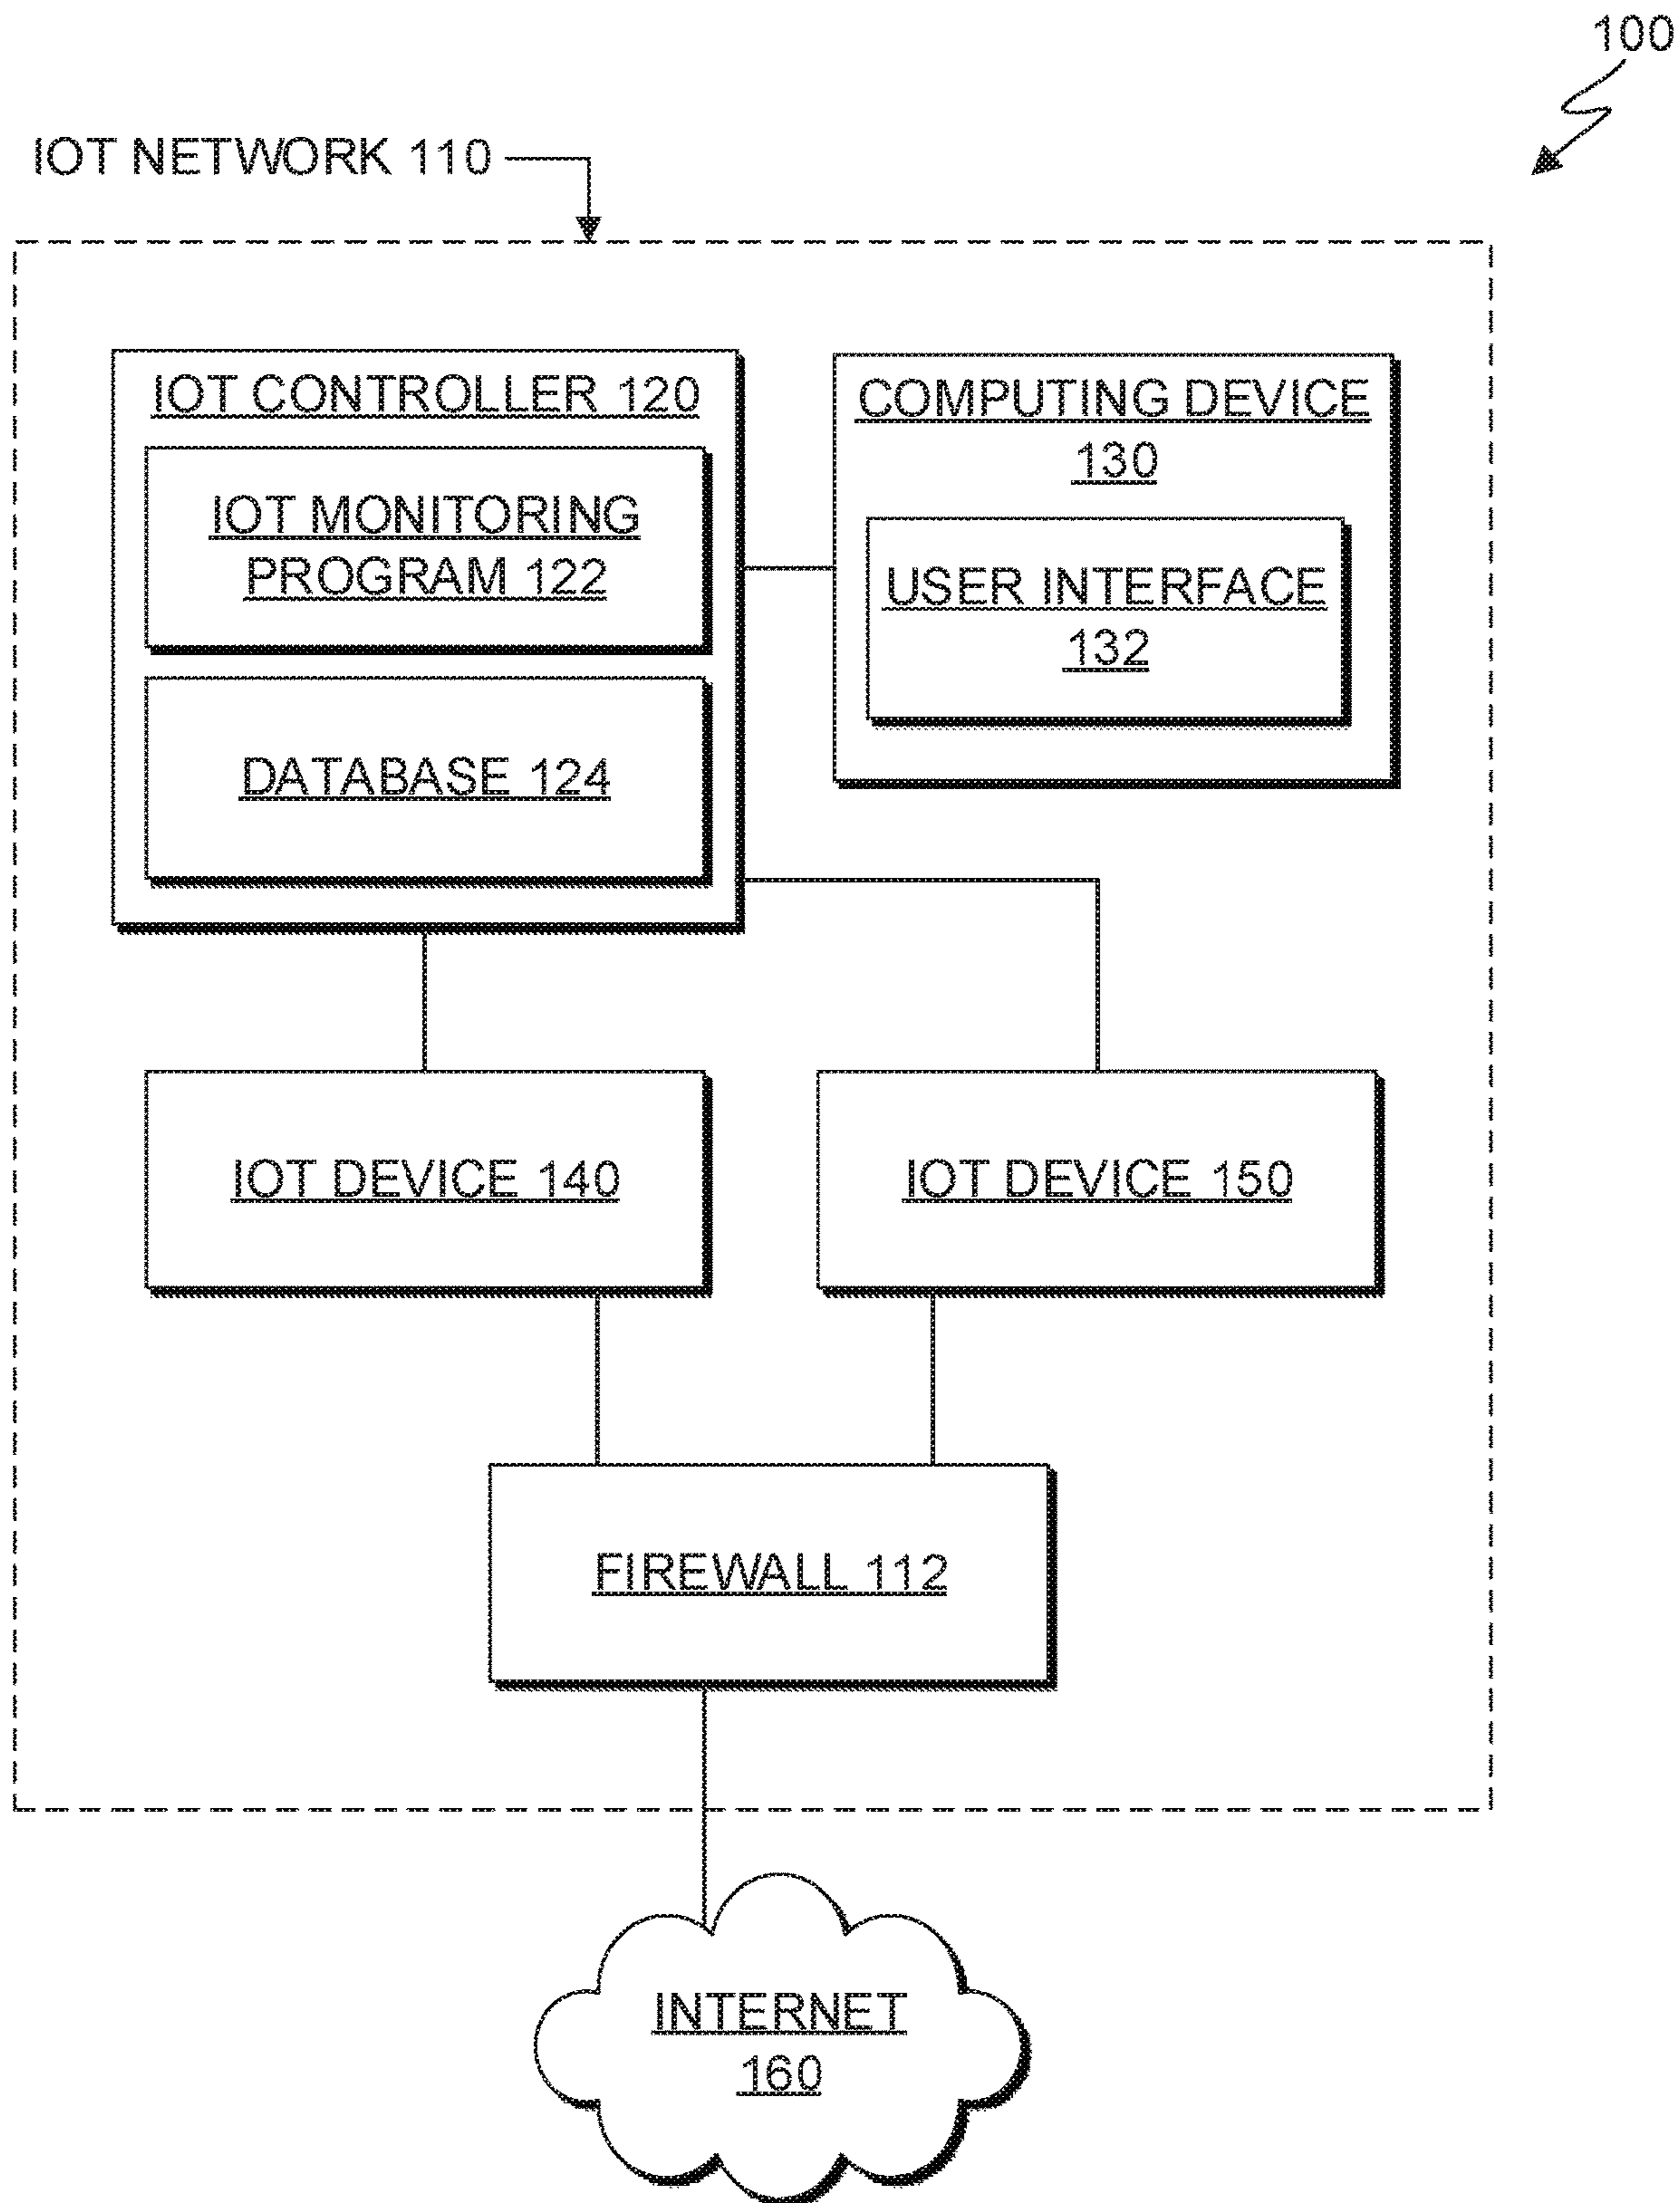 100
IOT NETWORK 110
IOT CONTROLLER 120
IOT MONITORING
PROGRAM 122
DATABASE 124
COMPUTING DEVICE
130
USER INTERFACE
132
IOT DEVICE 140
IOT DEVICE 150
FIREWALL 112
INTERNET
160